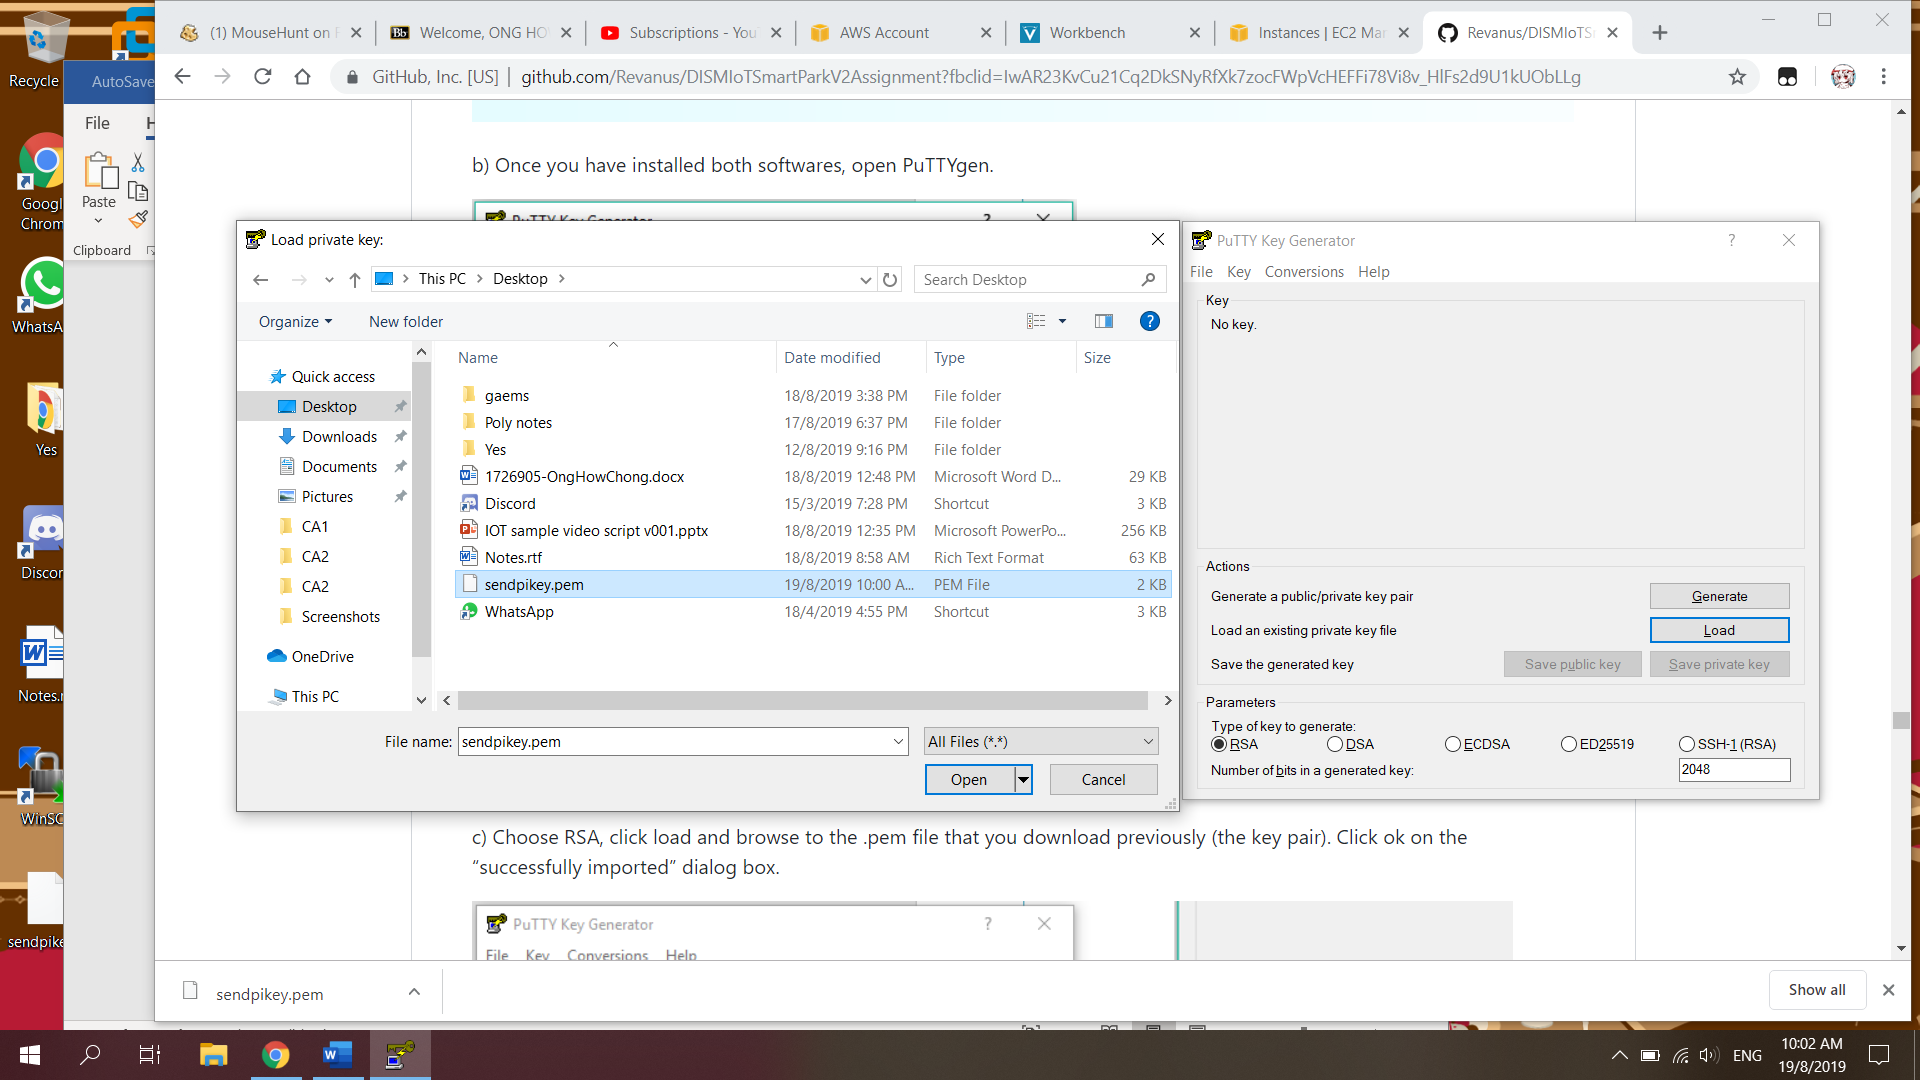 (1) MouseHunt on F
Welcome, ONG HO
Subscriptions - You
AWS Account
Workbench
Instances | EC2 Mar
Revanus/DISMIoTS
GitHub, Inc. [US] | github.com/Revanus/DISMIoTSmartParkV2Assignment?fbclid=IwAR23KvCu21Cq2DkSNyRfXk7zocFWpVcHEFFi78Vi8v_HlFs2d9U1kUObLLg
Recycle
AutoSave
File
H
Paste
Clipboard
Googl
Chrom
WhatsA
Yes
Discor
Notes.r
WinSC
sendpike
b) Once you have installed both softwares, open PuTTYgen.
PuTTY Key Generator
Load private key:
This PC
Desktop
Search Desktop
Organize
New folder
Quick access
Desktop
Downloads
Documents
Pictures
CA1
CA2
CA2
Screenshots
OneDrive
This PC
Name Date modified Type Size
gaems 18/8/2019 3:38 PM File folder
Poly notes 17/8/2019 6:37 PM File folder
Yes 12/8/2019 9:16 PM File folder
1726905-OngHowChong.docx 18/8/2019 12:48 PM Microsoft Word D... 29 KB
Discord 15/3/2019 7:28 PM Shortcut 3 KB
IOT sample video script v001.pptx 18/8/2019 12:35 PM Microsoft PowerPo... 256 KB
Notes.rtf 18/8/2019 8:58 AM Rich Text Format 63 KB
sendpikey.pem 19/8/2019 10:00 A... PEM File 2 KB
WhatsApp 18/4/2019 4:55 PM Shortcut 3 KB
File name: sendpikey.pem All Files (*.*)
Open
Cancel
PuTTY Key Generator
File Key Conversions Help
Key
No key.
Actions
Generate a public/private key pair
Generate
Load an existing private key file
Load
Save the generated key
Save public key
Save private key
Parameters
Type of key to generate:
RSA DSA ECDSA ED25519 SSH-1 (RSA)
Number of bits in a generated key: 2048
c) Choose RSA, click load and browse to the .pem file that you download previously (the key pair). Click ok on the
“successfully imported” dialog box.
PuTTY Key Generator
File Key Conversions Help
sendpikey.pem
Show all
ENG
10:02 AM
19/8/2019